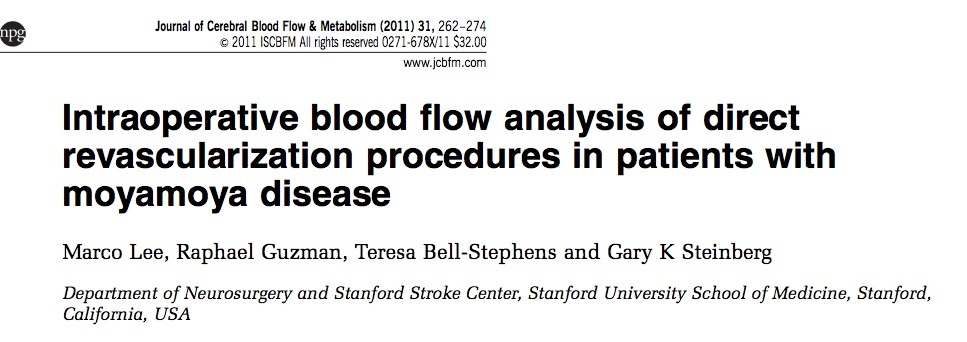 npg
Journal of Cerebral Blood Flow & Metabolism (2011) 31, 262–274
© 2011 ISCBFM All rights reserved 0271-678X/11 $32.00
www.jcbfm.com
Intraoperative blood flow analysis of direct
revascularization procedures in patients with
moyamoya disease
Marco Lee, Raphael Guzman, Teresa Bell-Stephens and Gary K Steinberg
Department of Neurosurgery and Stanford Stroke Center, Stanford University School of Medicine, Stanford,
California, USA